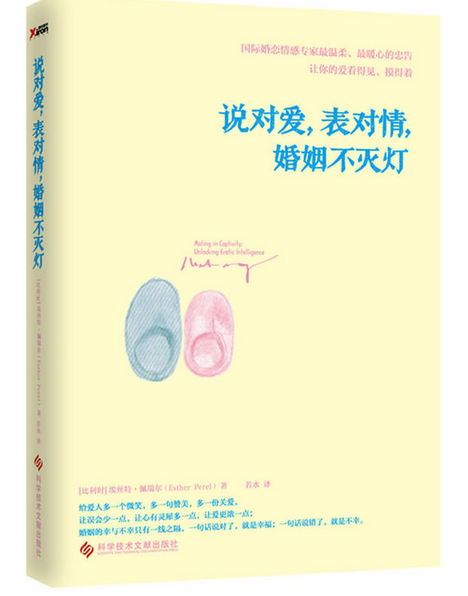 国际婚恋情感专家最温柔、最暖心的忠告
让你的爱看得见、摸得着
说对爱，表对情，
婚姻不灭灯
Mating in Captivity:
Unlocking Erotic Intelligence
[比利时]埃丝特·佩瑞尔（Esther Perel）著 若水 译
给爱人多一个微笑，多一句赞美，多一份关爱，
让误会少一点，让心有灵犀多一点，让爱更浓一点；
婚姻的幸与不幸只有一线之隔，一句话说对了，就是幸福；一句话说错了，就是不幸。
科学技术文献出版社
Xiron
说对爱，表对情，婚姻不灭灯
[比利时]埃丝特·佩瑞尔（Esther Perel）著 若水 译
科学技术文献出版社